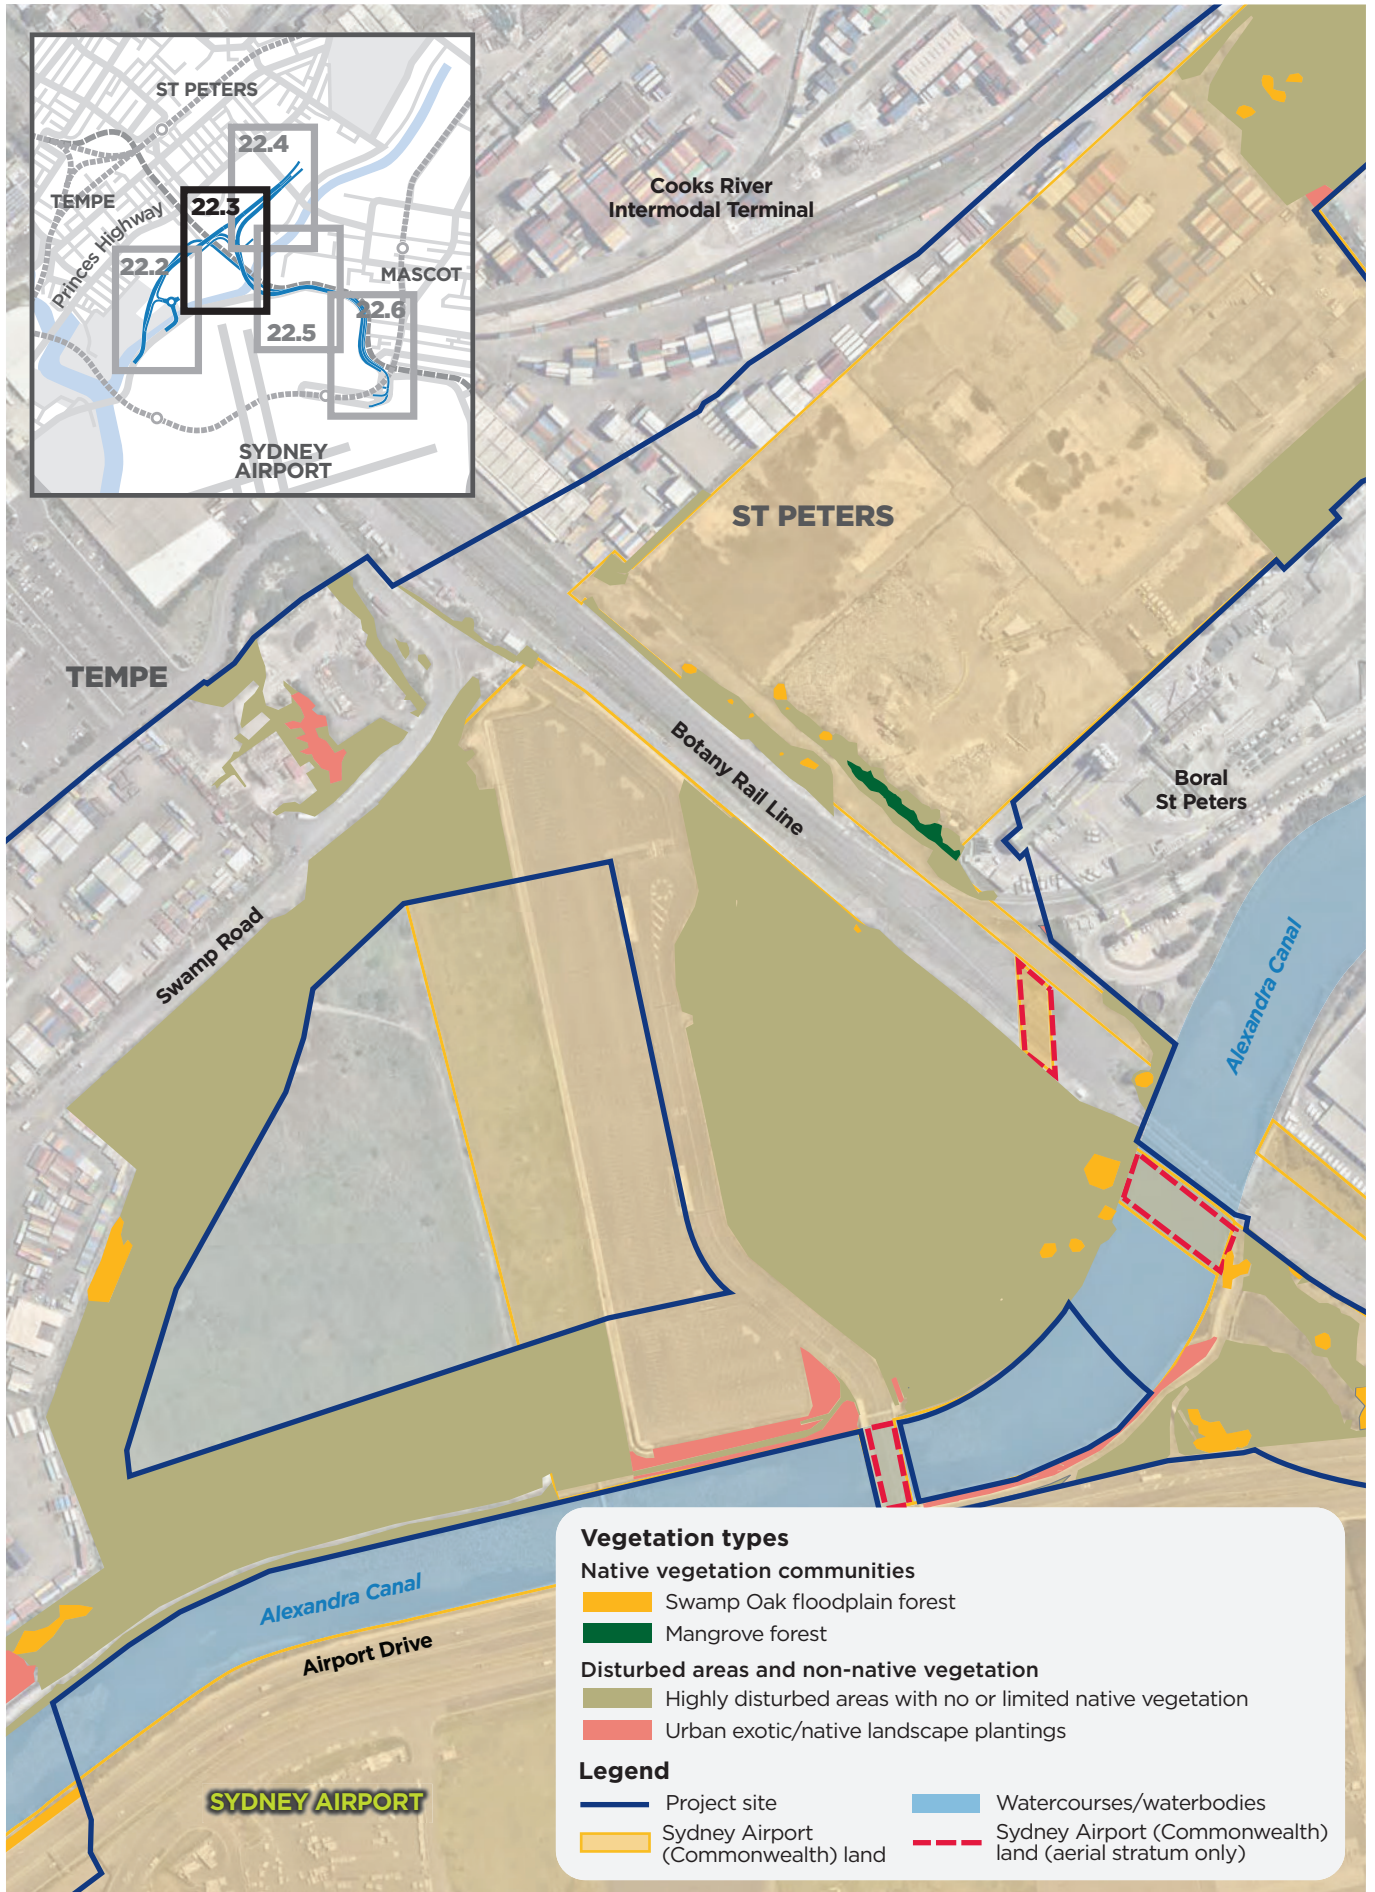 ST PETERS
22.4
TEMPE
22.3
Princes Highway
22.2
MASCOT
22.6
22.5
SYDNEY
AIRPORT
Cooks River
Intermodal Terminal
ST PETERS
TEMPE
Botany Rail Line
Boral
St Peters
Swamp Road
Alexandra Canal
Alexandra Canal
Airport Drive
SYDNEY AIRPORT
Vegetation types
Native vegetation communities
Swamp Oak floodplain forest
Mangrove forest
Disturbed areas and non-native vegetation
Highly disturbed areas with no or limited native vegetation
Urban exotic/native landscape plantings
Legend
Project site
Watercourses/waterbodies
Sydney Airport
(Commonwealth) land
Sydney Airport (Commonwealth)
land (aerial stratum only)